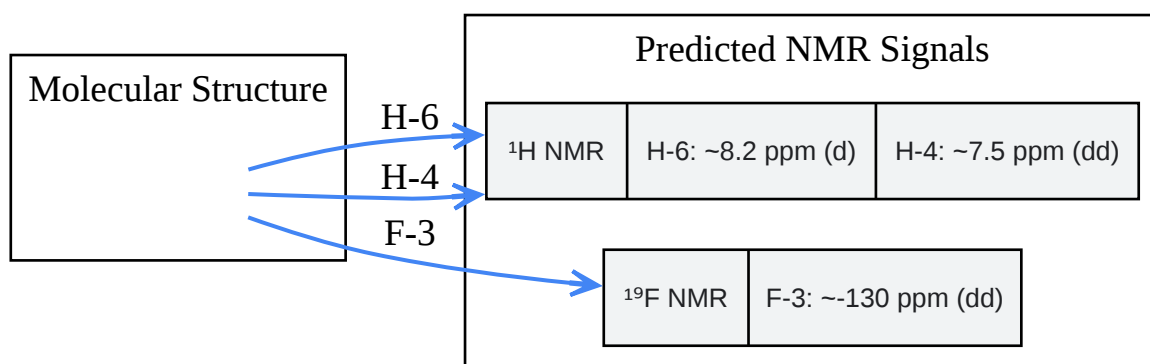 Predicted NMR Signals
Molecular Structure
H-6
¹H NMR
H-6: ~8.2 ppm (d)
H-4: ~7.5 ppm (dd)
H-4
F-3
¹⁹F NMR
F-3: ~-130 ppm (dd)